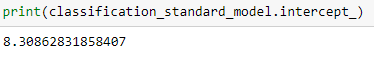 print(classification_standard_model.intercept_)
8.30862831858407